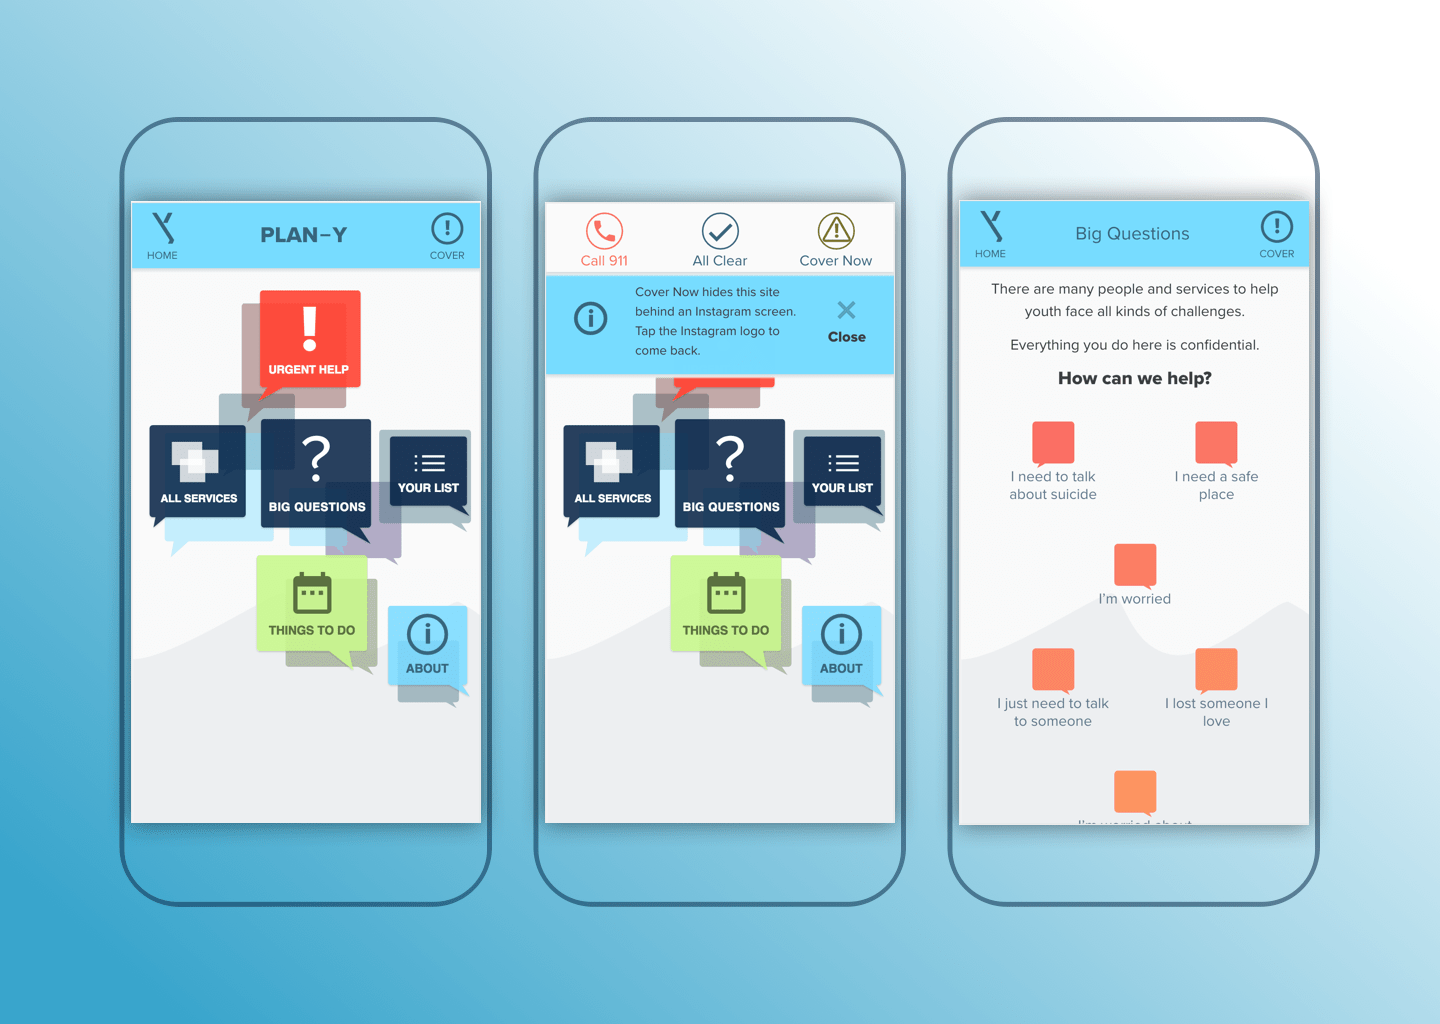 HOME
PLAN-Y
COVER
URGENT HELP
ALL SERVICES
BIG QUESTIONS
YOUR LIST
THINGS TO DO
ABOUT
Call 911
All Clear
Cover Now
Cover Now hides this site
behind an Instagram screen.
Tap the Instagram logo to
come back.
Close
ALL SERVICES
BIG QUESTIONS
YOUR LIST
THINGS TO DO
ABOUT
HOME
Big Questions
COVER
There are many people and services to help
youth face all kinds of challenges.
Everything you do here is confidential.
How can we help?
I need to talk
about suicide
I need a safe
place
I'm worried
I just need to talk
to someone
I lost someone I
love
I'm worried about